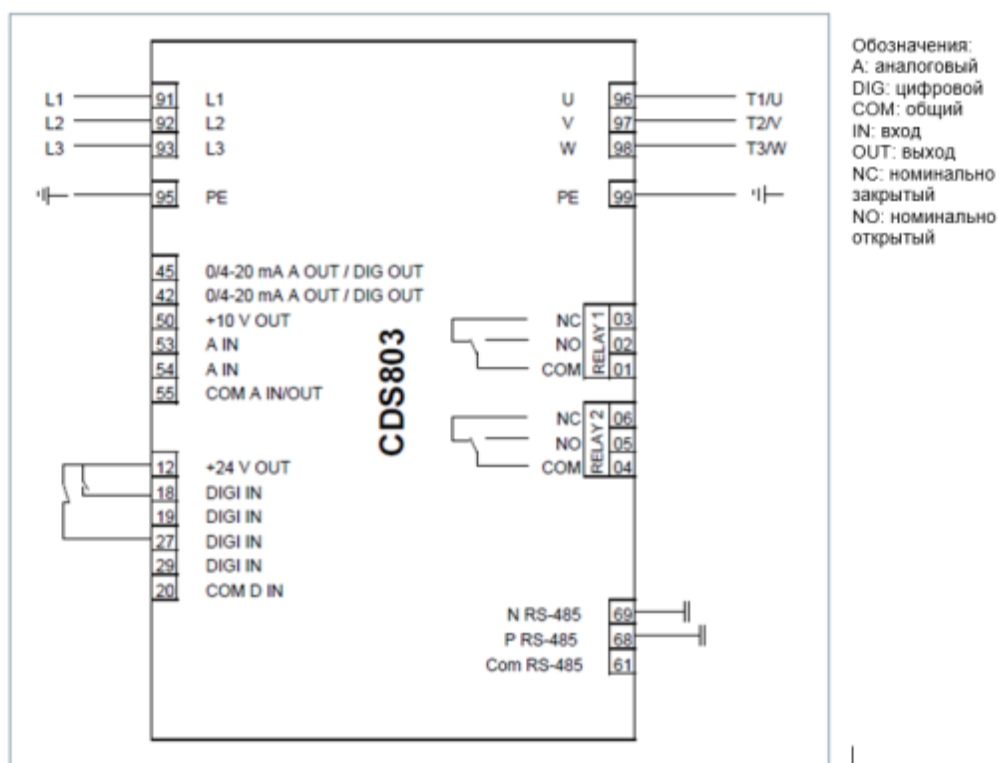 L1 91 L1 U 96 T1/U
L2 92 L2 V 97 T2/V
L3 93 L3 W 98 T3/W
95 PE PE 99
45 0/4-20 mA A OUT / DIG OUT
42 0/4-20 mA A OUT / DIG OUT
50 +10 V OUT
53 A IN
54 A IN
55 COM A IN/OUT
CDS803
NC 03
NO 02
COM 01
RELAY 1
NC 06
NO 05
COM 04
RELAY 2
12 +24 V OUT
18 DIGI IN
19 DIGI IN
27 DIGI IN
29 DIGI IN
20 COM D IN
N RS-485 69
P RS-485 68
Com RS-485 61
Обозначения:
A: аналоговый
DIG: цифровой
COM: общий
IN: вход
OUT: выход
NC: номинально
закрытый
NO: номинально
открытый